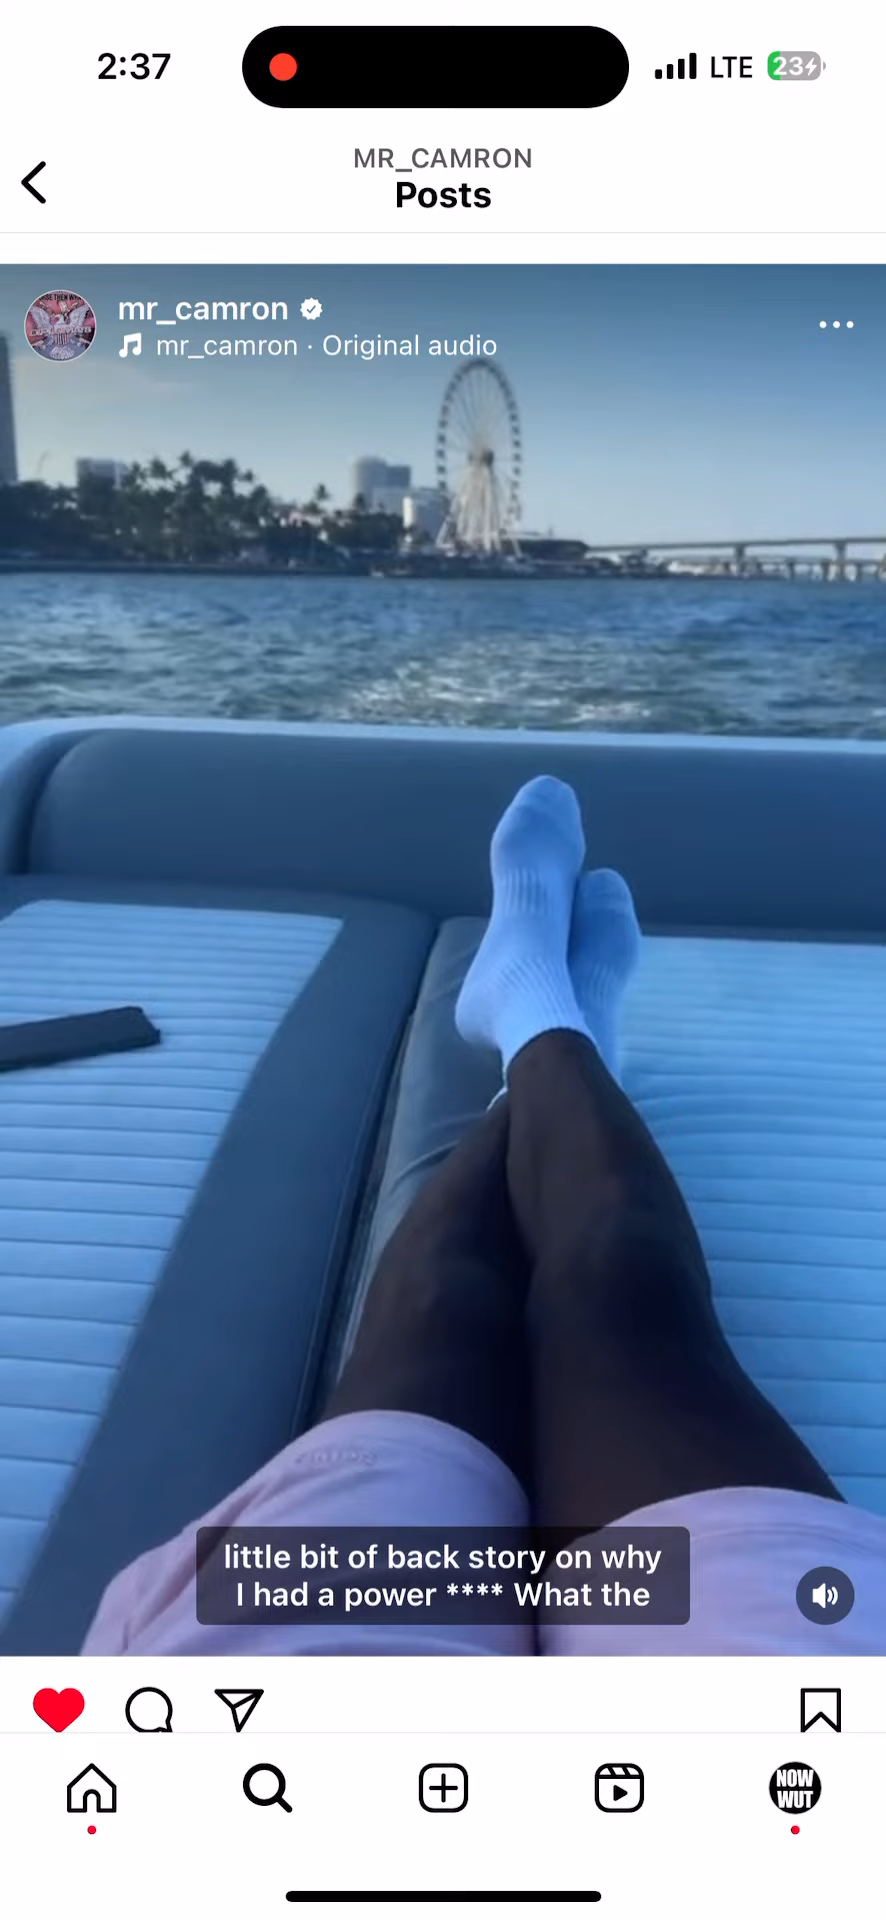 2:37
LTE
23
MR_CAMRON
Posts
mr_camron
mr_camron · Original audio
little bit of back story on why
I had a power **** What the
NOW
WUT